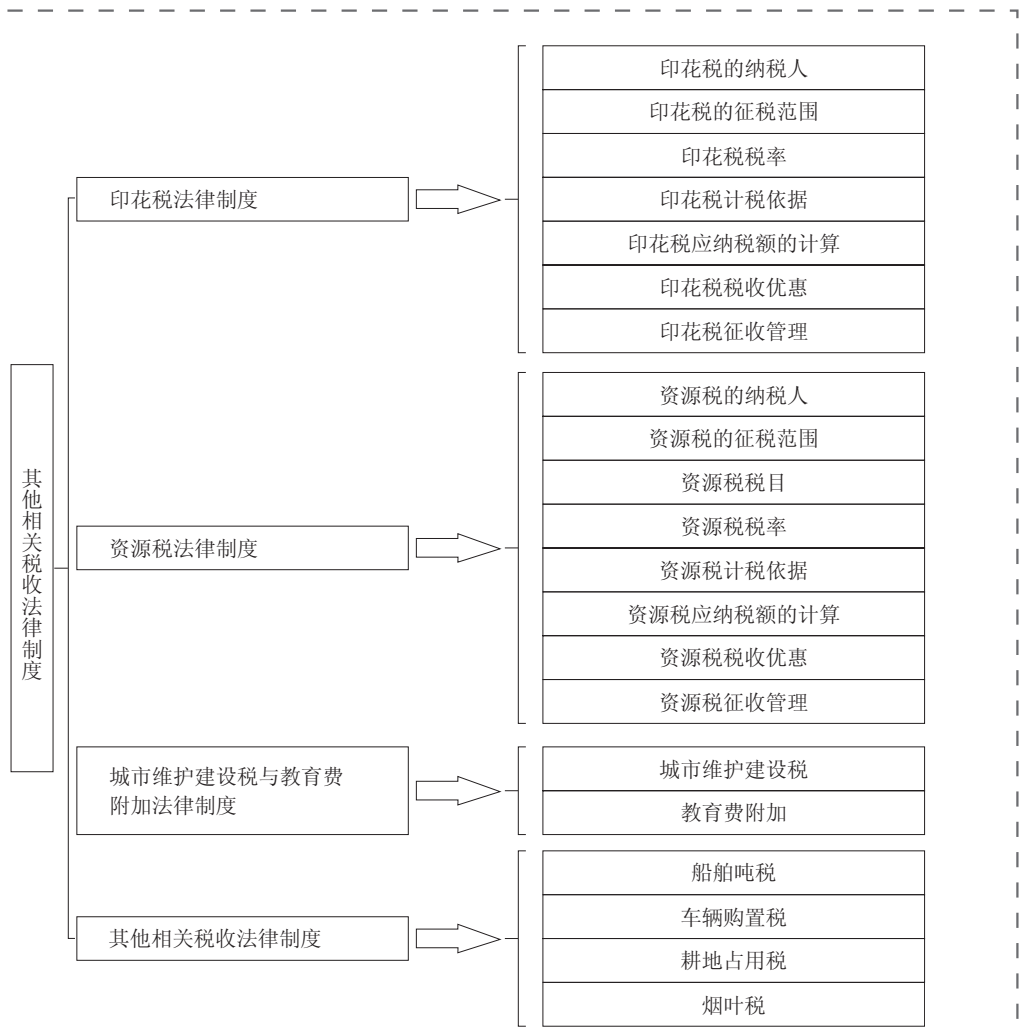 其他相关税收法律制度
印花税法律制度
印花税的纳税人
印花税的征税范围
印花税税率
印花税计税依据
印花税应纳税额的计算
印花税税收优惠
印花税征收管理
资源税法律制度
资源税的纳税人
资源税的征税范围
资源税税目
资源税税率
资源税计税依据
资源税应纳税额的计算
资源税税收优惠
资源税征收管理
城市维护建设税与教育费
附加法律制度
城市维护建设税
教育费附加
其他相关税收法律制度
船舶吨税
车辆购置税
耕地占用税
烟叶税